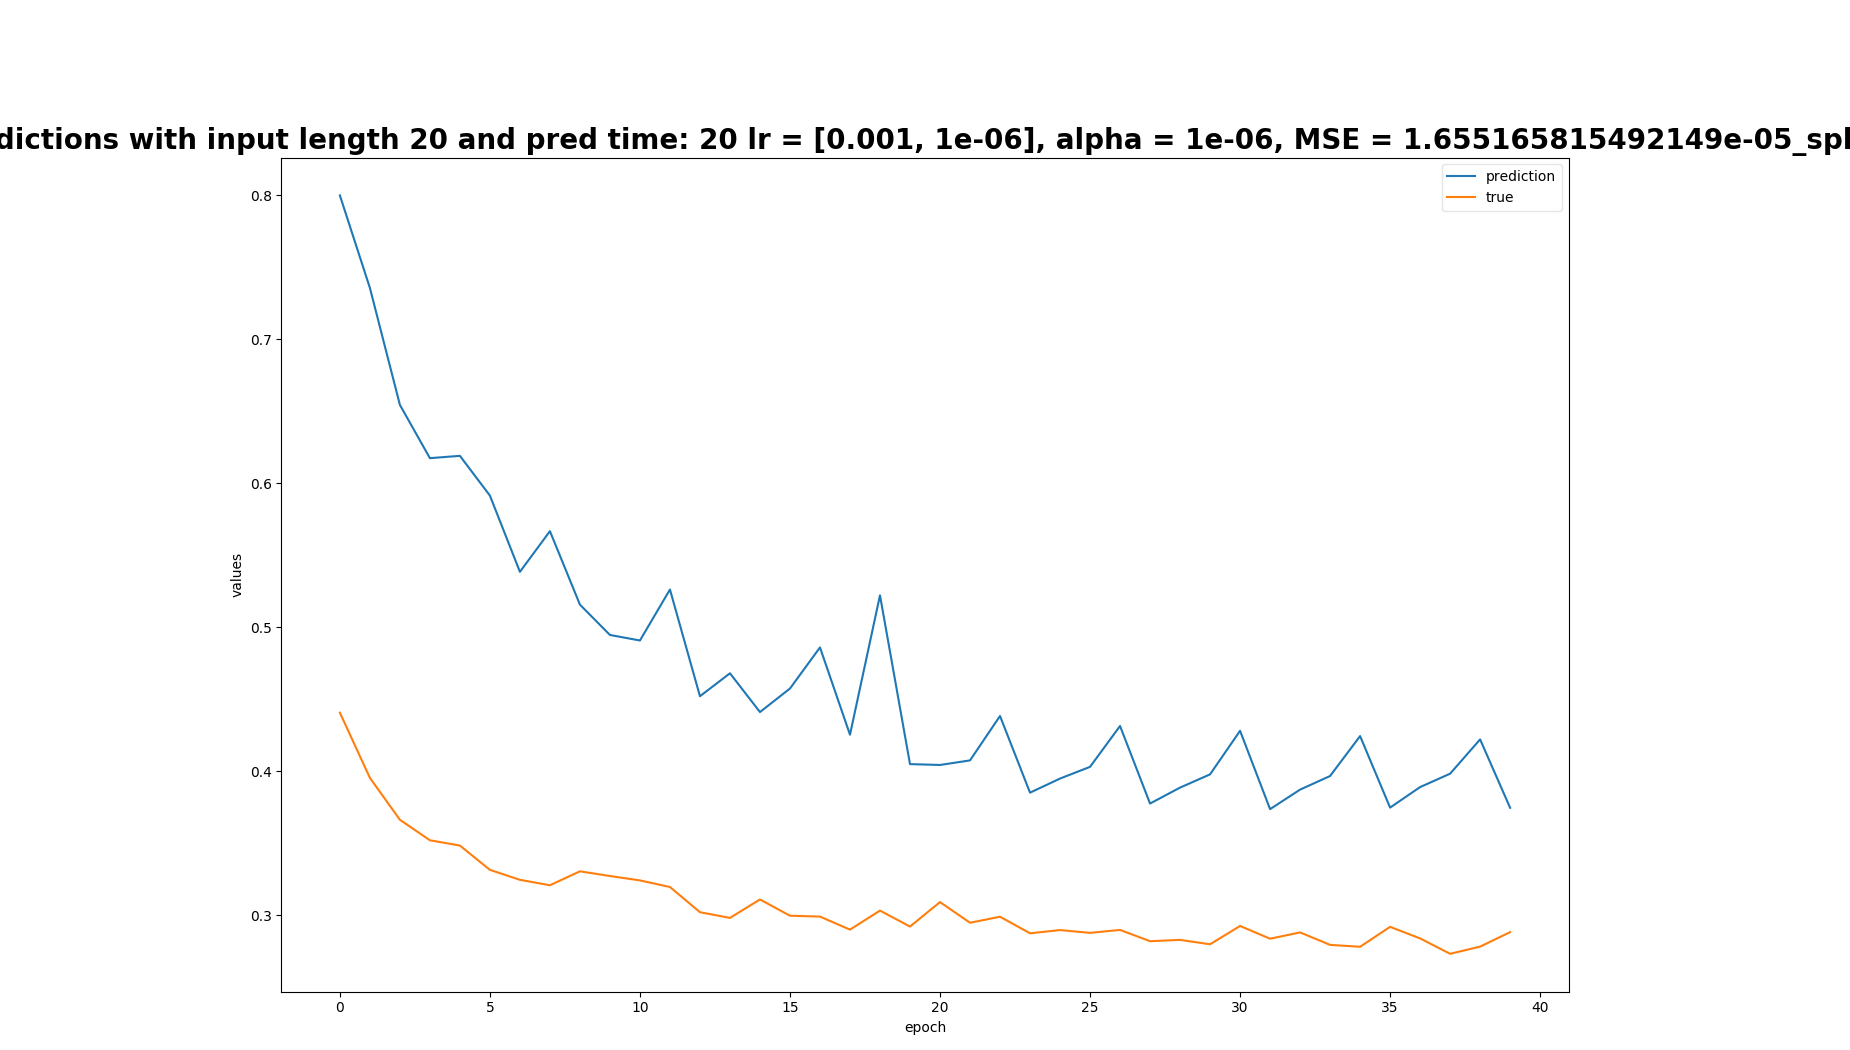 dictions with input length 20 and pred time: 20 lr = [0.001, 1e-06], alpha = 1e-06, MSE = 1.655165815492149e-05_spl
prediction
true
0.8
0.7
0.6
0.5
0.4
0.3
values
0 5 10 15 20 25 30 35 40
epoch